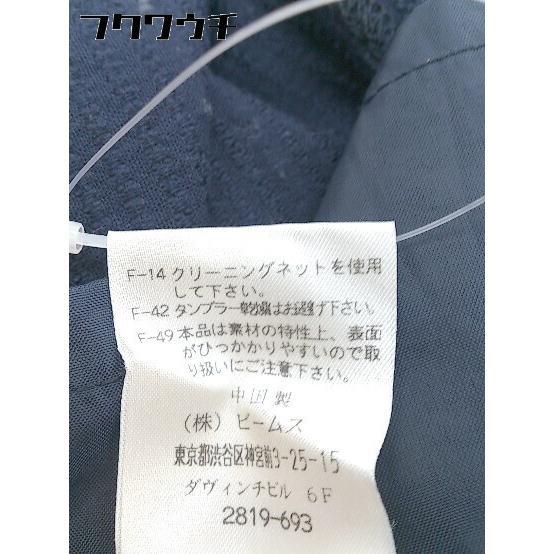 フクワウチ
F-14 クリーニングネットを使用
して下さい。
F-42 タンブラー乾燥はお避け下さい。
F-49 本品は素材の特性上、表面
がひっかかりやすいので取
り扱いにご注意下さい。
中国製
(株) ビームス
東京都渋谷区神宮前3-25-15
ダヴィンチビル 6F
2819-693